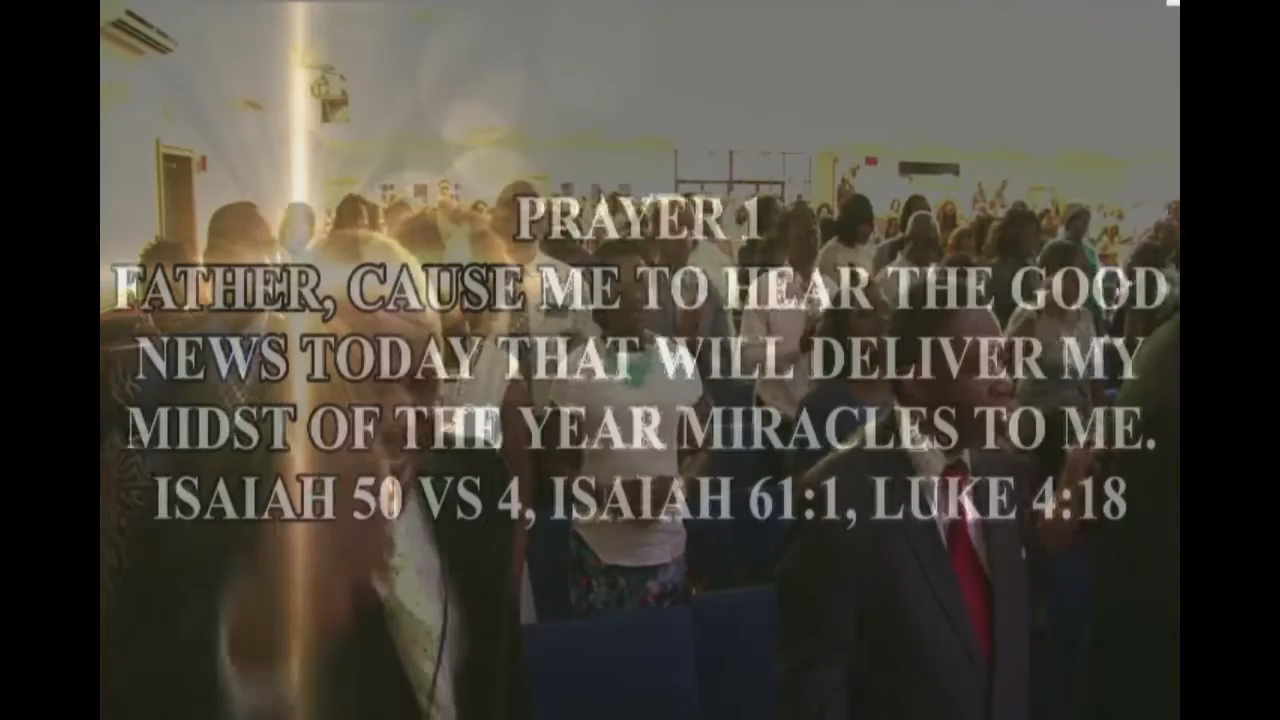 PRAYER 1
FATHER, CAUSE ME TO HEAR THE GOOD
NEWS TODAY THAT WILL DELIVER MY
MIDST OF THE YEAR MIRACLES TO ME.
ISAIAH 50 VS 4, ISAIAH 61:1, LUKE 4:18